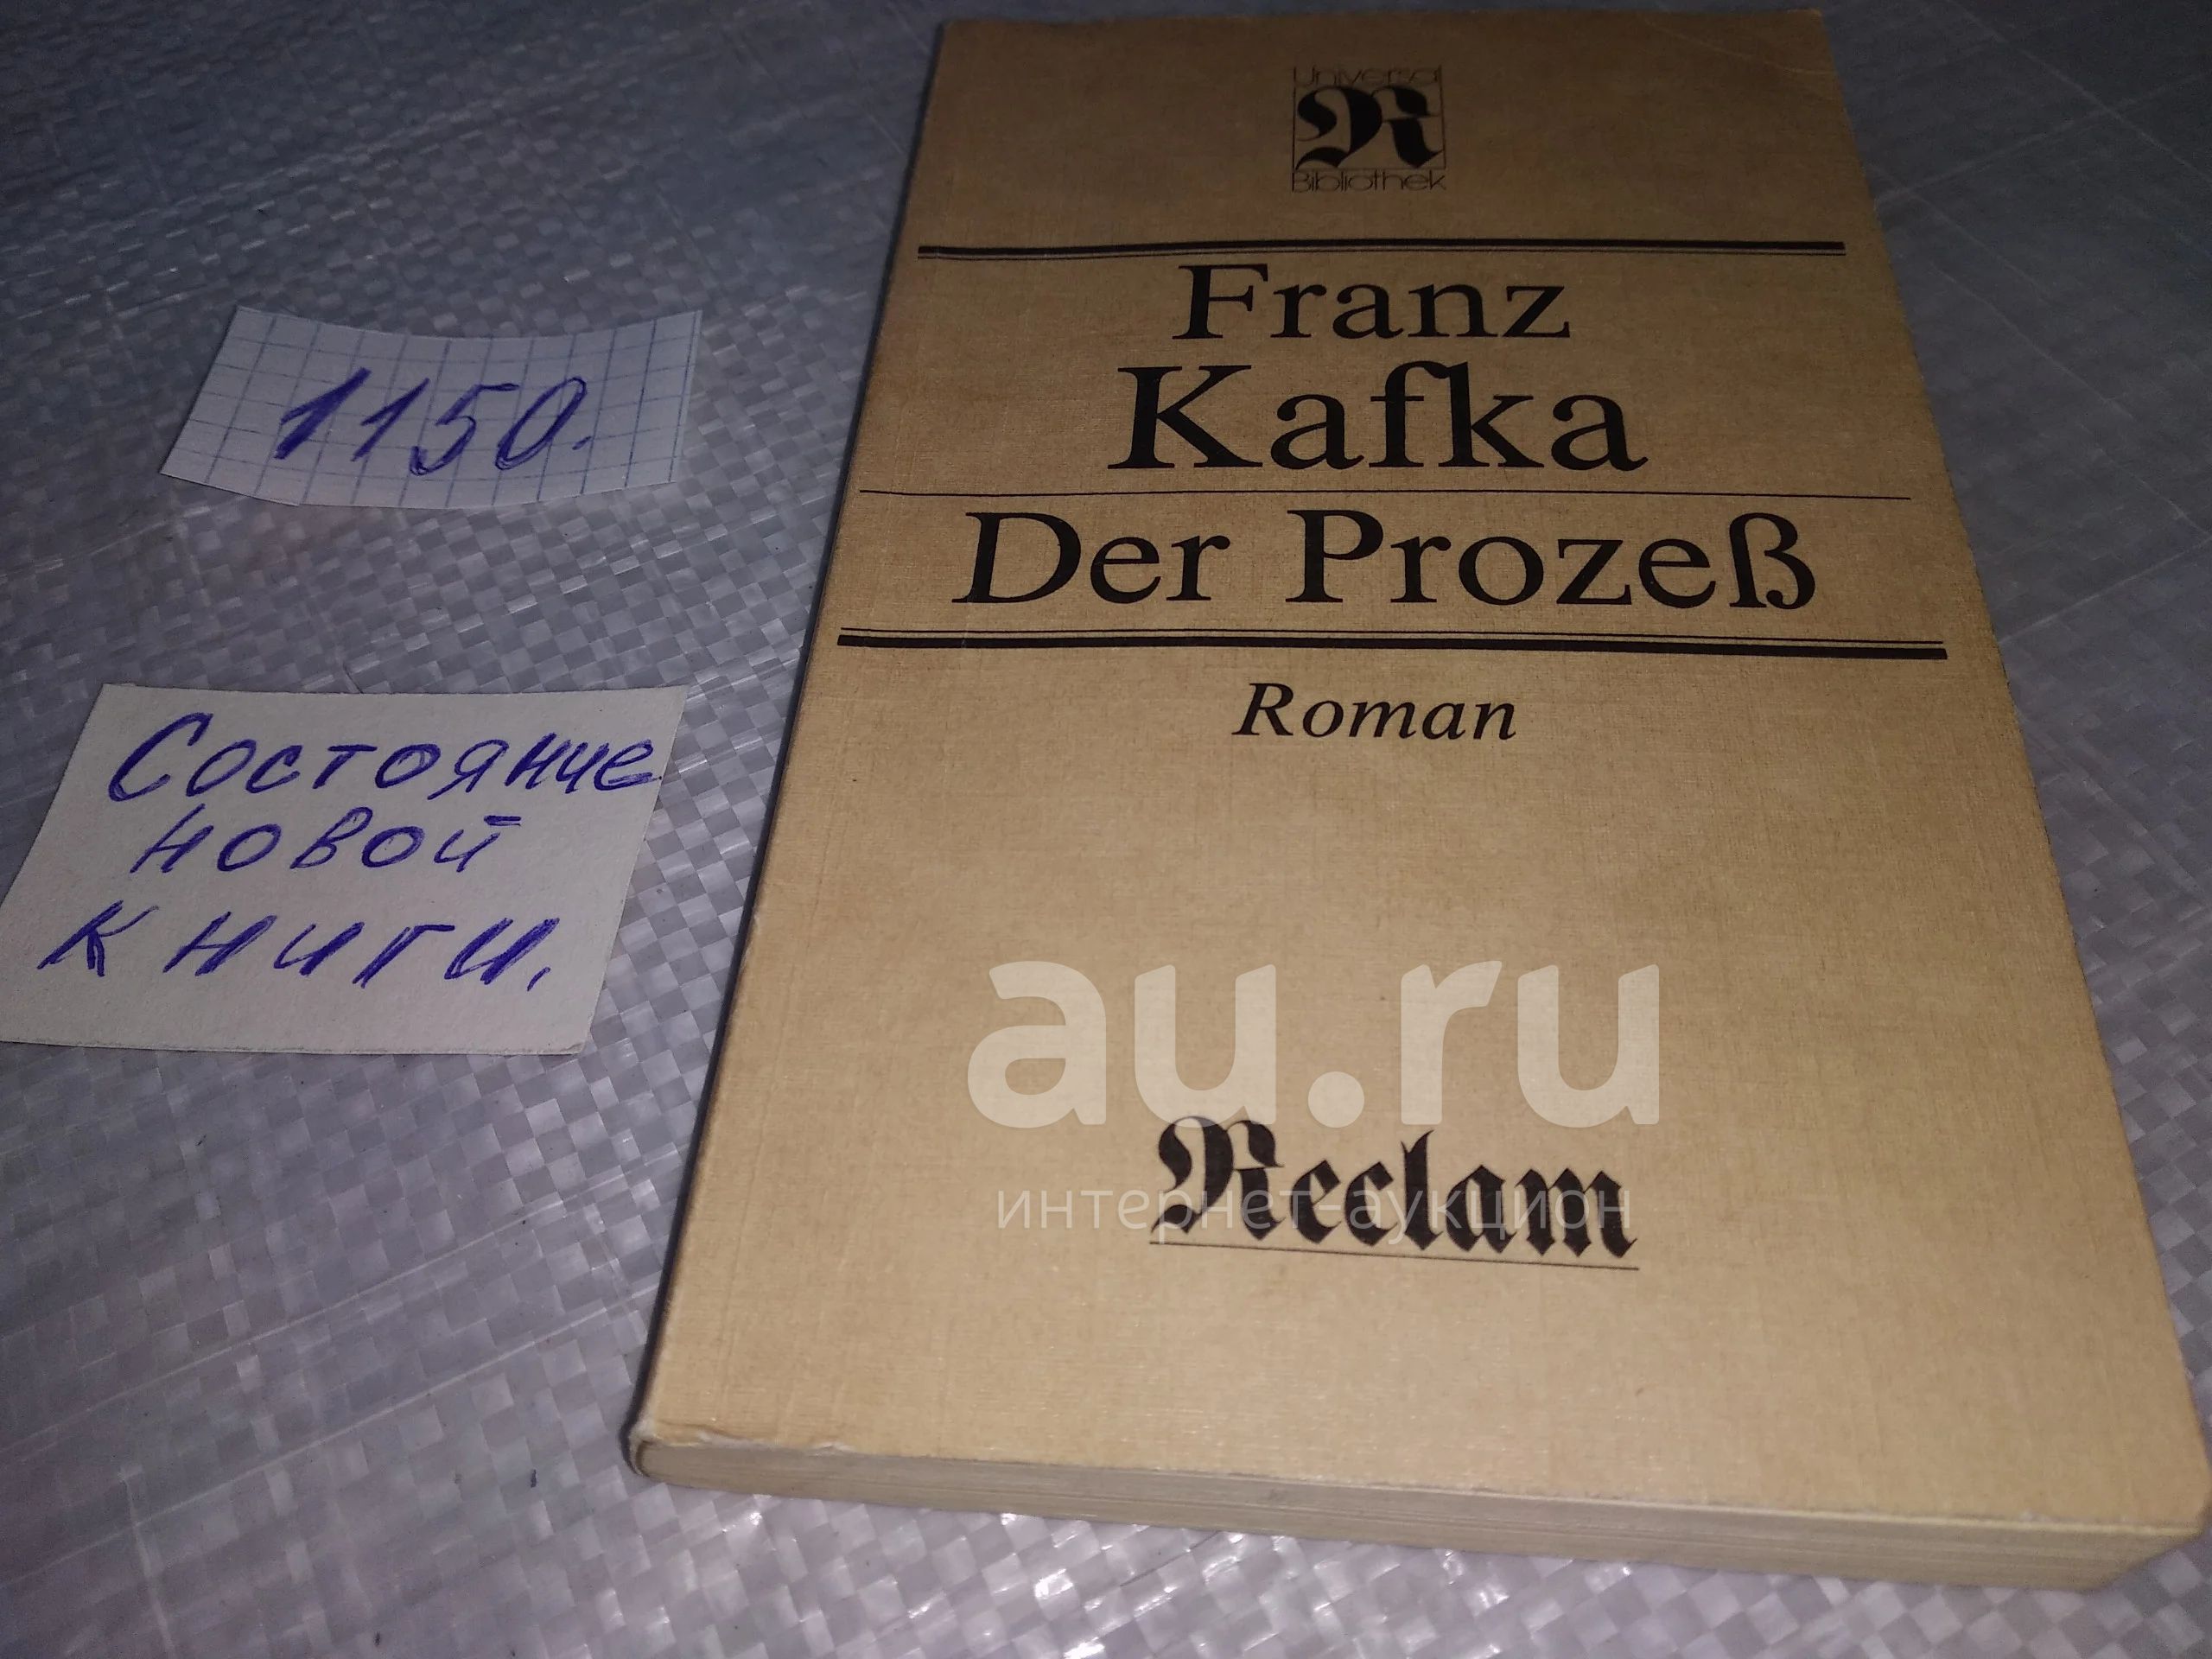 Universal
R
Bibliothek
Franz
Kafka
Der Prozeß
Roman
1150.
Состояние
новой
книги.
au.ru
Reclam
интернет-аукцион